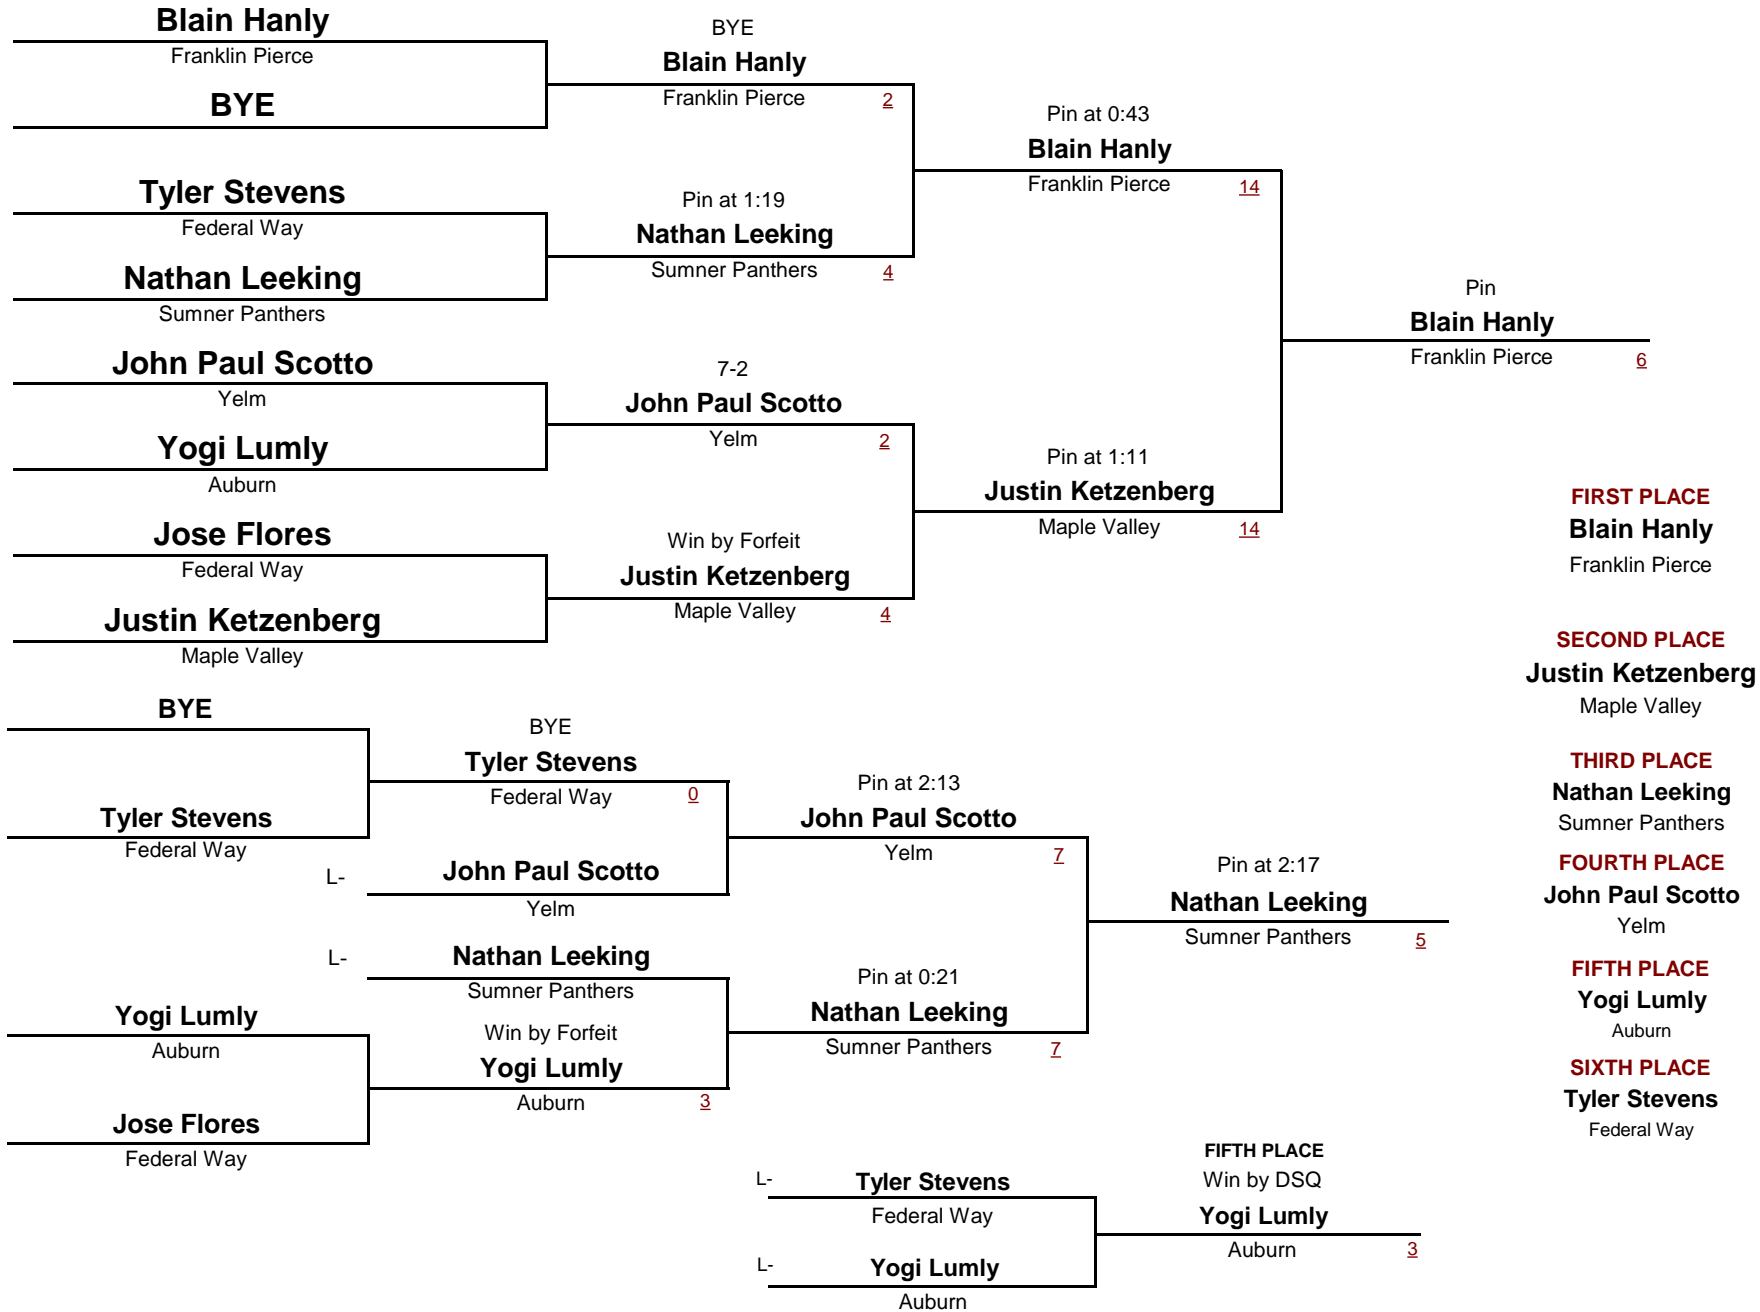 Blain Hanly
Franklin Pierce
BYE
Tyler Stevens
Federal Way
Nathan Leeking
Sumner Panthers
John Paul Scotto
Yelm
Yogi Lumly
Auburn
Jose Flores
Federal Way
Justin Ketzenberg
Maple Valley
BYE
Blain Hanly
Franklin Pierce 2
Pin at 1:19
Nathan Leeking
Sumner Panthers 4
7-2
John Paul Scotto
Yelm 2
Win by Forfeit
Justin Ketzenberg
Maple Valley 4
Pin at 0:43
Blain Hanly
Franklin Pierce 14
Pin at 1:11
Justin Ketzenberg
Maple Valley 14
Pin
Blain Hanly
Franklin Pierce 6
BYE
Tyler Stevens
Federal Way
Yogi Lumly
Auburn
Jose Flores
Federal Way
BYE
Tyler Stevens
Federal Way 0
L- John Paul Scotto
Yelm
L- Nathan Leeking
Sumner Panthers
Win by Forfeit
Yogi Lumly
Auburn 3
Pin at 2:13
John Paul Scotto
Yelm 7
Pin at 0:21
Nathan Leeking
Sumner Panthers 7
Pin at 2:17
Nathan Leeking
Sumner Panthers 5
L- Tyler Stevens
Federal Way
L- Yogi Lumly
Auburn
FIFTH PLACE
Win by DSQ
Yogi Lumly
Auburn 3
FIRST PLACE
Blain Hanly
Franklin Pierce
SECOND PLACE
Justin Ketzenberg
Maple Valley
THIRD PLACE
Nathan Leeking
Sumner Panthers
FOURTH PLACE
John Paul Scotto
Yelm
FIFTH PLACE
Yogi Lumly
Auburn
SIXTH PLACE
Tyler Stevens
Federal Way